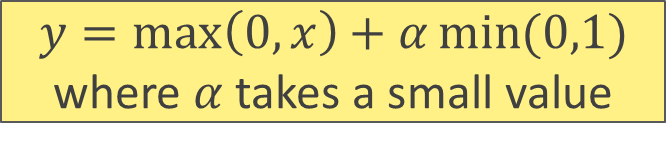 y = max(0, x) + α min(0,1)
where α takes a small value